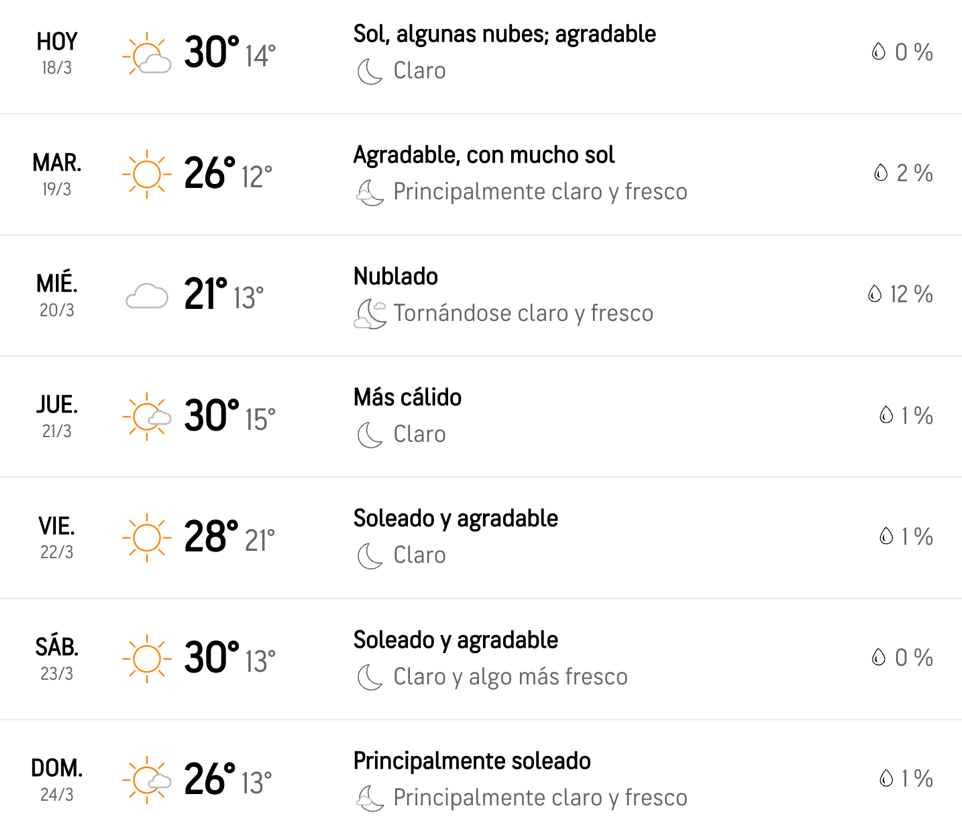 HOY
18/3
30° 14°
Sol, algunas nubes; agradable
Claro
0 %
MAR.
19/3
26° 12°
Agradable, con mucho sol
Principalmente claro y fresco
2 %
MIÉ.
20/3
21° 13°
Nublado
Tornándose claro y fresco
12 %
JUE.
21/3
30° 15°
Más cálido
Claro
1 %
VIE.
22/3
28° 21°
Soleado y agradable
Claro
1 %
SÁB.
23/3
30° 13°
Soleado y agradable
Claro y algo más fresco
0 %
DOM.
24/3
26° 13°
Principalmente soleado
Principalmente claro y fresco
1 %